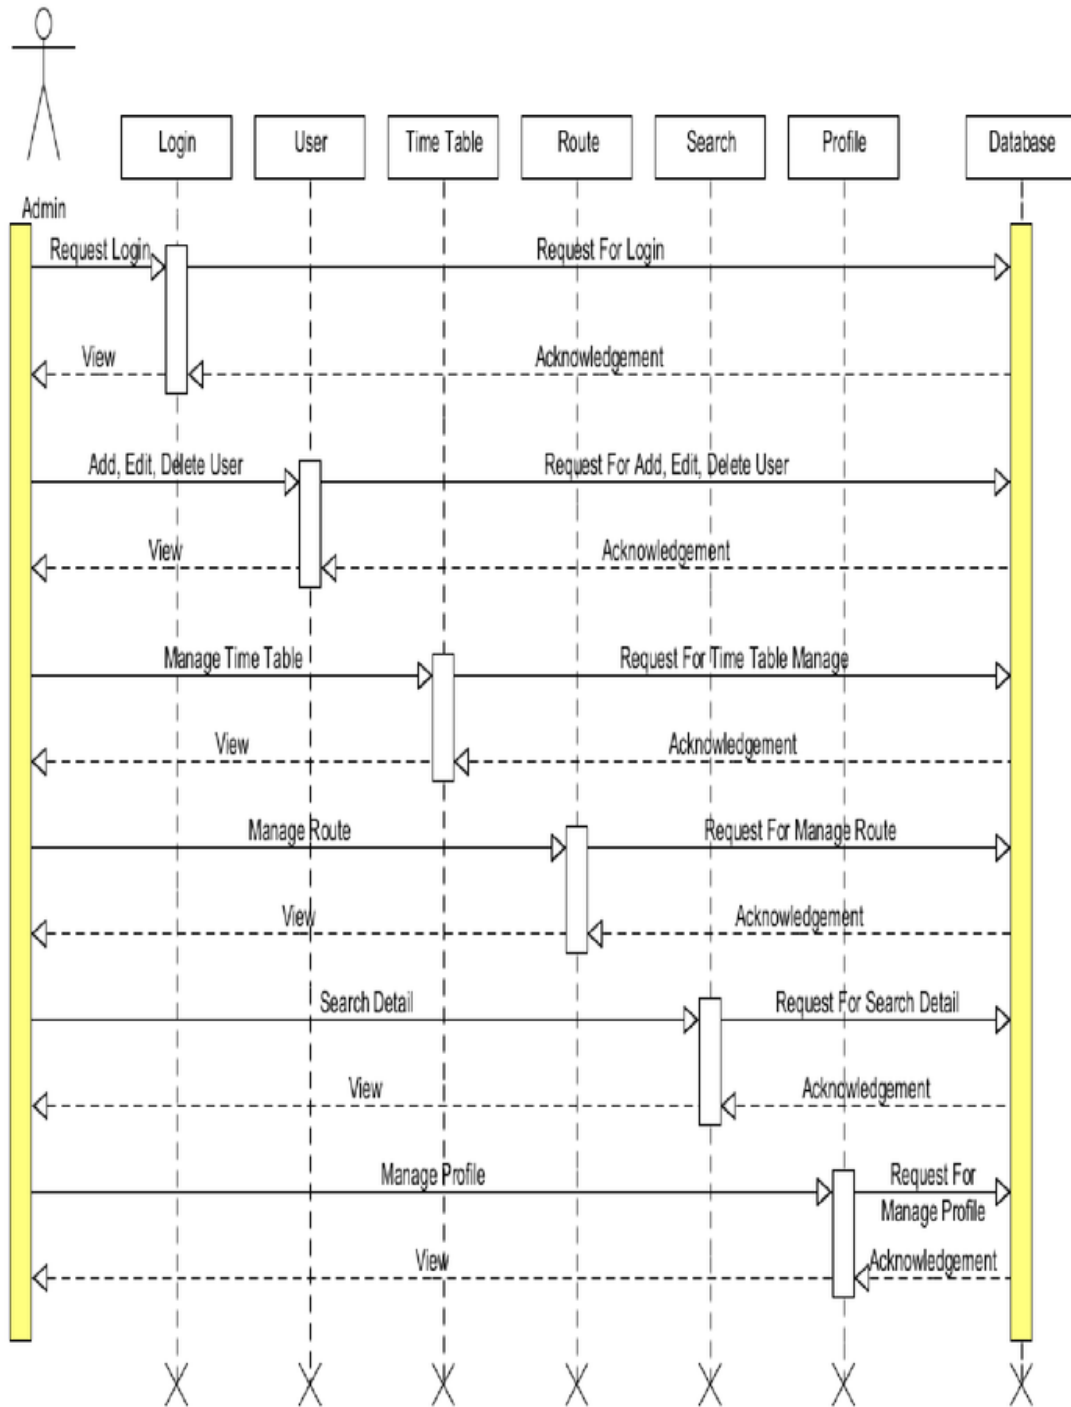 Login
User
Time Table
Route
Search
Profile
Database
Admin
Request Login
Request For Login
View
Acknowledgement
Add, Edit, Delete User
Request For Add, Edit, Delete User
View
Acknowledgement
Manage Time Table
Request For Time Table Manage
View
Acknowledgement
Manage Route
Request For Manage Route
View
Acknowledgement
Search Detail
Request For Search Detail
View
Acknowledgement
Manage Profile
Request For
Manage Profile
View
Acknowledgement